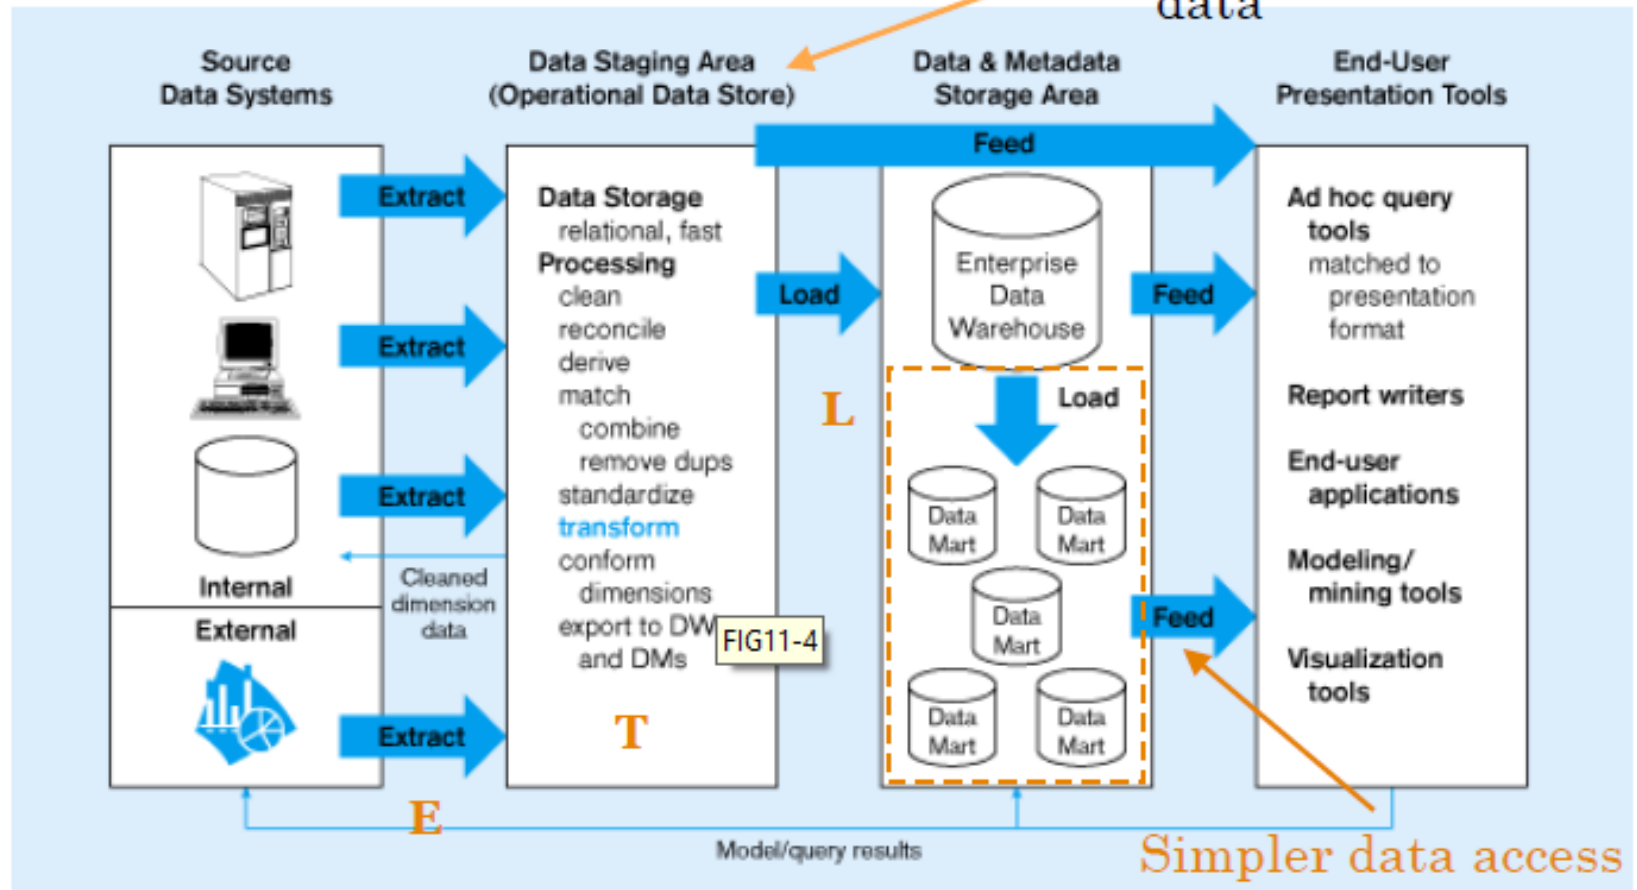 data
Source
Data Systems
Data Staging Area
(Operational Data Store)
Data & Metadata
Storage Area
End-User
Presentation Tools
Extract
Extract
Extract
Extract
Internal
External
Cleaned
dimension
data
E
Data Storage
relational, fast
Processing
clean
reconcile
derive
match
combine
remove dups
standardize
transform
conform
dimensions
export to DW
and DMs
FIG11-4
T
Feed
Load
L
Enterprise
Data
Warehouse
Load
Data
Mart
Data
Mart
Data
Mart
Data
Mart
Data
Mart
Feed
Feed
Ad hoc query
tools
matched to
presentation
format
Report writers
End-user
applications
Modeling/
mining tools
Visualization
tools
Model/query results
Simpler data access